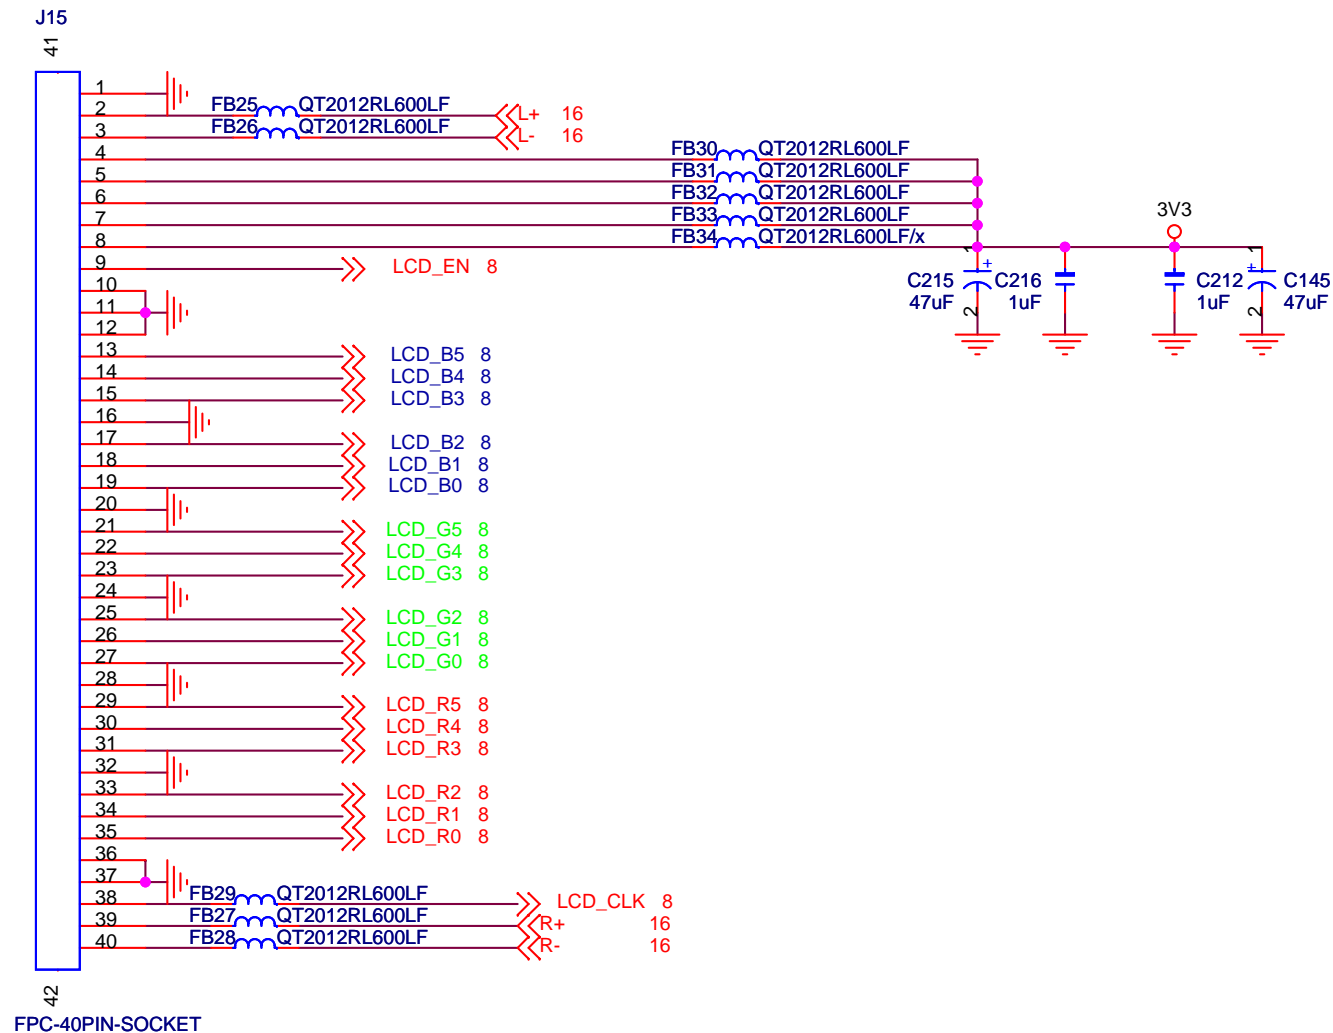 J15
41
1
2 FB25 QT2012RL600LF L+ 16
3 FB26 QT2012RL600LF L- 16
4 FB30 QT2012RL600LF
5 FB31 QT2012RL600LF
6 FB32 QT2012RL600LF
7 FB33 QT2012RL600LF
3V3
8 FB34 QT2012RL600LF/x
1 1
9 LCD_EN 8
+ +
C215 C216 C212 C145
47uF 1uF 1uF 47uF
2 2
10
11
12
13 LCD_B5 8
14 LCD_B4 8
15 LCD_B3 8
16
17 LCD_B2 8
18 LCD_B1 8
19 LCD_B0 8
20
21 LCD_G5 8
22 LCD_G4 8
23 LCD_G3 8
24
25 LCD_G2 8
26 LCD_G1 8
27 LCD_G0 8
28
29 LCD_R5 8
30 LCD_R4 8
31 LCD_R3 8
32
33 LCD_R2 8
34 LCD_R1 8
35 LCD_R0 8
36
37
38 FB29 QT2012RL600LF LCD_CLK 8
39 FB27 QT2012RL600LF R+ 16
40 FB28 QT2012RL600LF R- 16
42
FPC-40PIN-SOCKET